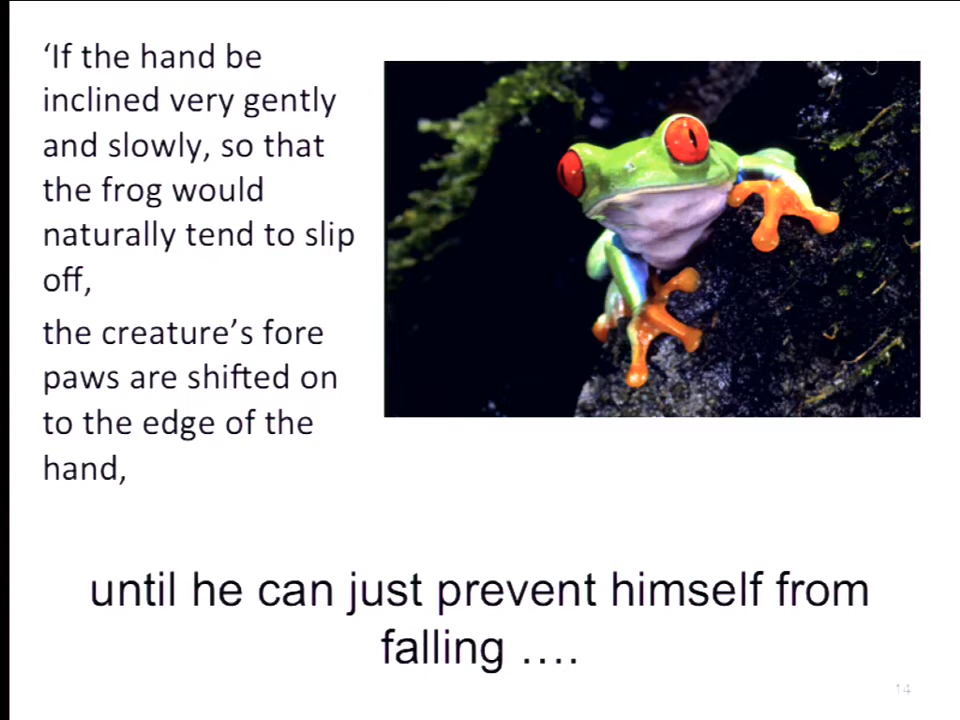 ‘If the hand be
inclined very gently
and slowly, so that
the frog would
naturally tend to slip
off,
the creature’s fore
paws are shifted on
to the edge of the
hand,
until he can just prevent himself from
falling ….
14